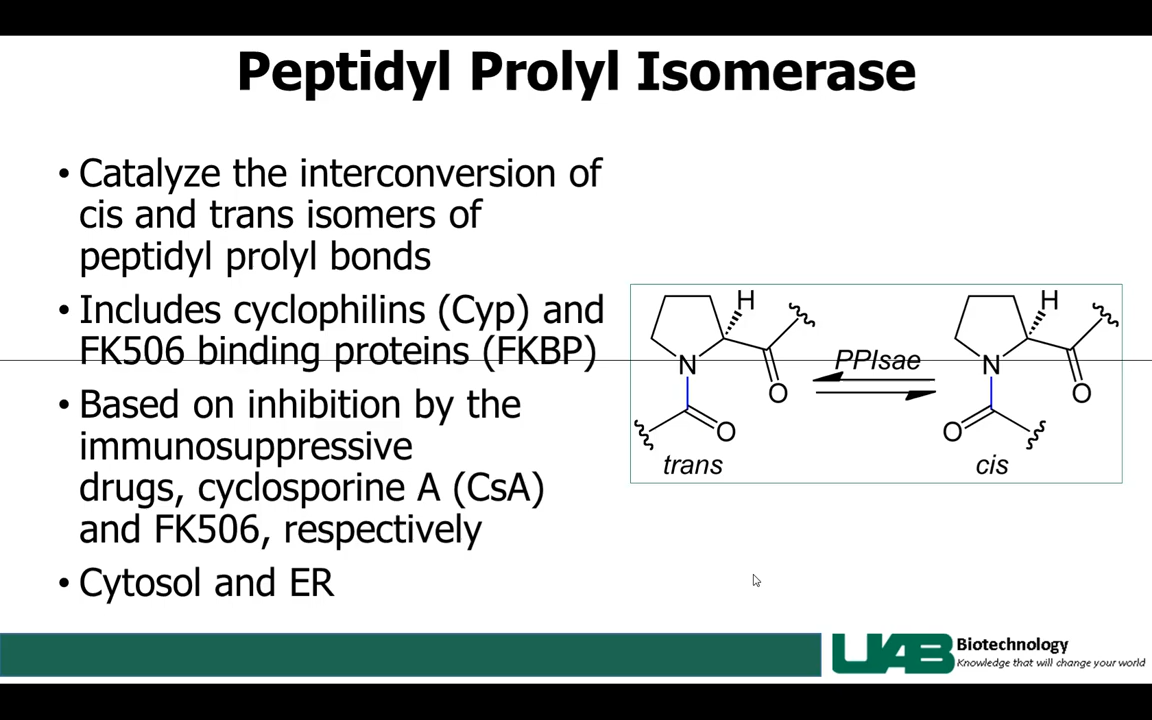 Peptidyl Prolyl Isomerase
• Catalyze the interconversion of
cis and trans isomers of
peptidyl prolyl bonds
• Includes cyclophilins (Cyp) and
FK506 binding proteins (FKBP)
• Based on inhibition by the
immunosuppressive
drugs, cyclosporine A (CsA)
and FK506, respectively
• Cytosol and ER
H
N
O
O
trans
PPIsae
H
N
O
O
cis
UAB Biotechnology
Knowledge that will change your world